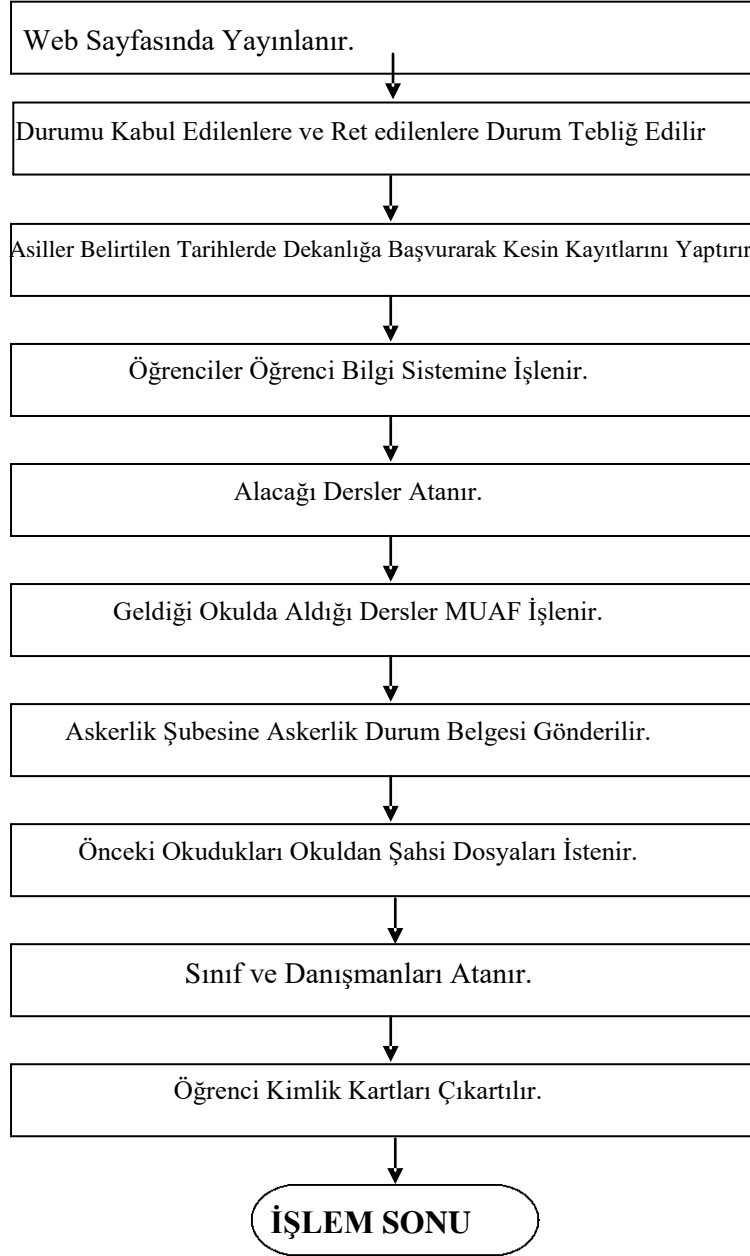 Web Sayfasında Yayınlanır.
Durumu Kabul Edilenlere ve Ret edilenlere Durum Tebliğ Edilir
Asiller Belirtilen Tarihlerde Dekanlığa Başvurarak Kesin Kayıtlarını Yaptırır
Öğrenciler Öğrenci Bilgi Sistemine İşlenir.
Alacağı Dersler Atanır.
Geldiği Okulda Aldığı Dersler MUAF İşlenir.
Askerlik Şubesine Askerlik Durum Belgesi Gönderilir.
Önceki Okudukları Okuldan Şahsi Dosyaları İstenir.
Sınıf ve Danışmanları Atanır.
Öğrenci Kimlik Kartları Çıkartılır.
İŞLEM SONU